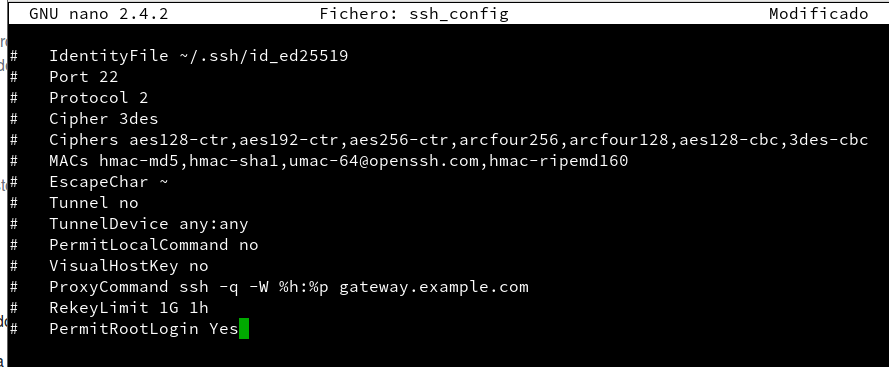 GNU nano 2.4.2 Fichero: ssh_config Modificado
# IdentityFile ~/.ssh/id_ed25519
# Port 22
# Protocol 2
# Cipher 3des
# Ciphers aes128-ctr,aes192-ctr,aes256-ctr,arcfour256,arcfour128,aes128-cbc,3des-cbc
# MACs hmac-md5,hmac-sha1,umac-64@openssh.com,hmac-ripemd160
# EscapeChar ~
# Tunnel no
# TunnelDevice any:any
# PermitLocalCommand no
# VisualHostKey no
# ProxyCommand ssh -q -W %h:%p gateway.example.com
# RekeyLimit 1G 1h
# PermitRootLogin Yes